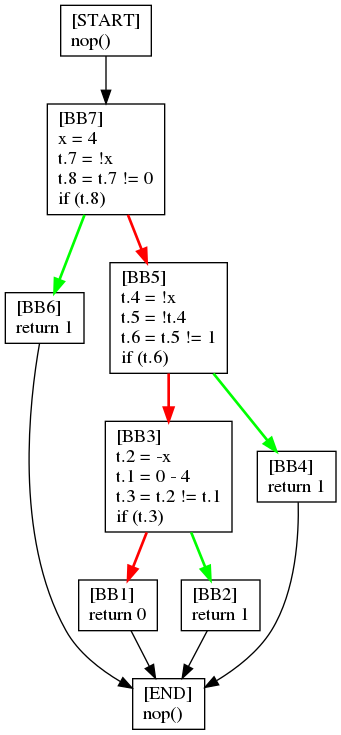 [START]
nop()
[BB7]
x = 4
t.7 = !x
t.8 = t.7 != 0
if (t.8)
[BB6]
return 1
[BB5]
t.4 = !x
t.5 = !t.4
t.6 = t.5 != 1
if (t.6)
[BB3]
t.2 = -x
t.1 = 0 - 4
t.3 = t.2 != t.1
if (t.3)
[BB4]
return 1
[BB1]
return 0
[BB2]
return 1
[END]
nop()